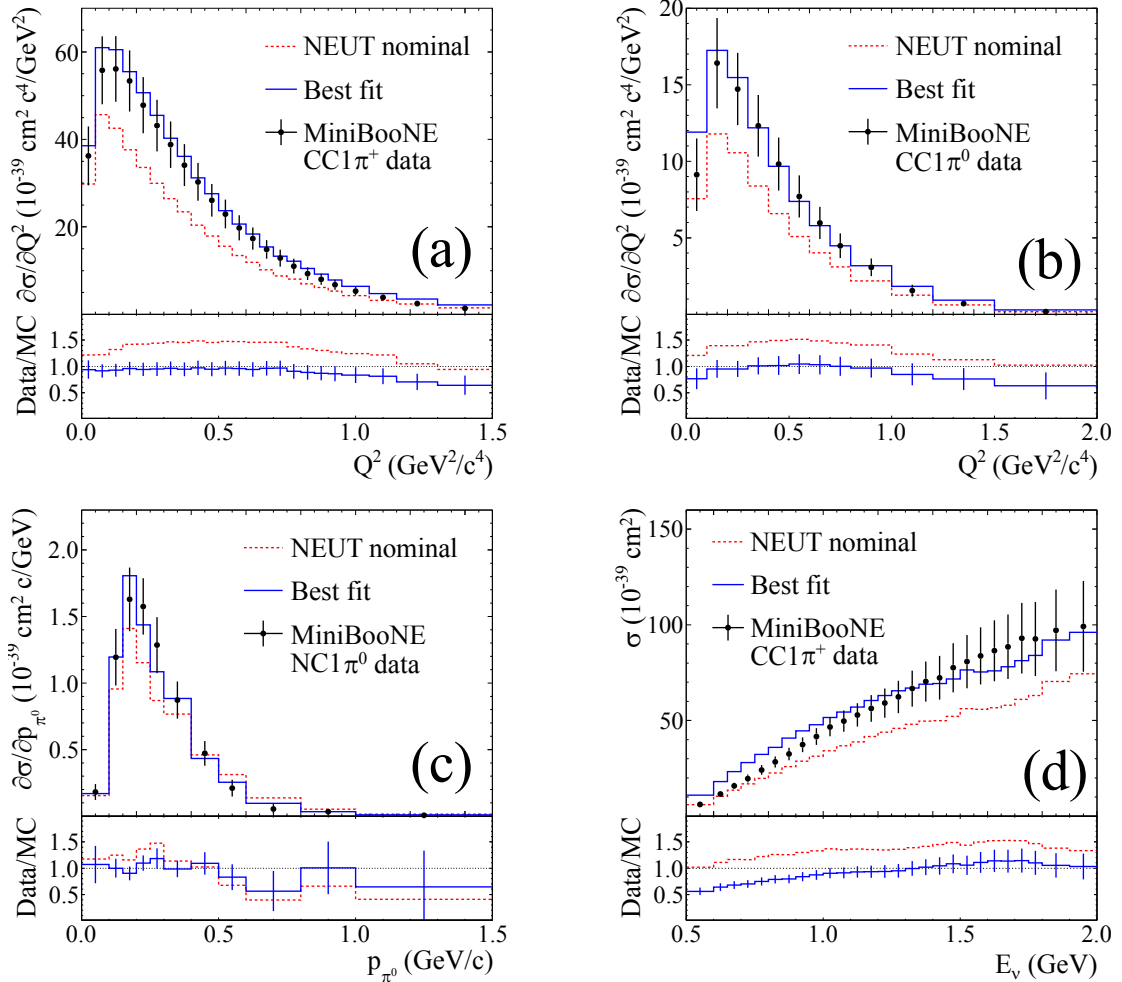 ∂σ/∂Q² (10⁻³⁹ cm² c⁴/GeV²)
60
40
20
NEUT nominal
Best fit
MiniBooNE
CC1π⁺ data
(a)
Data/MC
1.5
1.0
0.5
0.0 0.5 1.0 1.5
Q² (GeV²/c⁴)
∂σ/∂Q² (10⁻³⁹ cm² c⁴/GeV²)
20
15
10
5
NEUT nominal
Best fit
MiniBooNE
CC1π⁰ data
(b)
Data/MC
1.5
1.0
0.5
0.0 0.5 1.0 1.5 2.0
Q² (GeV²/c⁴)
∂σ/∂p_π⁰ (10⁻³⁹ cm² c/GeV)
2.0
1.5
1.0
0.5
NEUT nominal
Best fit
MiniBooNE
NC1π⁰ data
(c)
Data/MC
1.5
1.0
0.5
0.0 0.5 1.0 1.5
p_π⁰ (GeV/c)
σ (10⁻³⁹ cm²)
150
100
50
NEUT nominal
Best fit
MiniBooNE
CC1π⁺ data
(d)
Data/MC
1.5
1.0
0.5
0.5 1.0 1.5 2.0
E_ν (GeV)